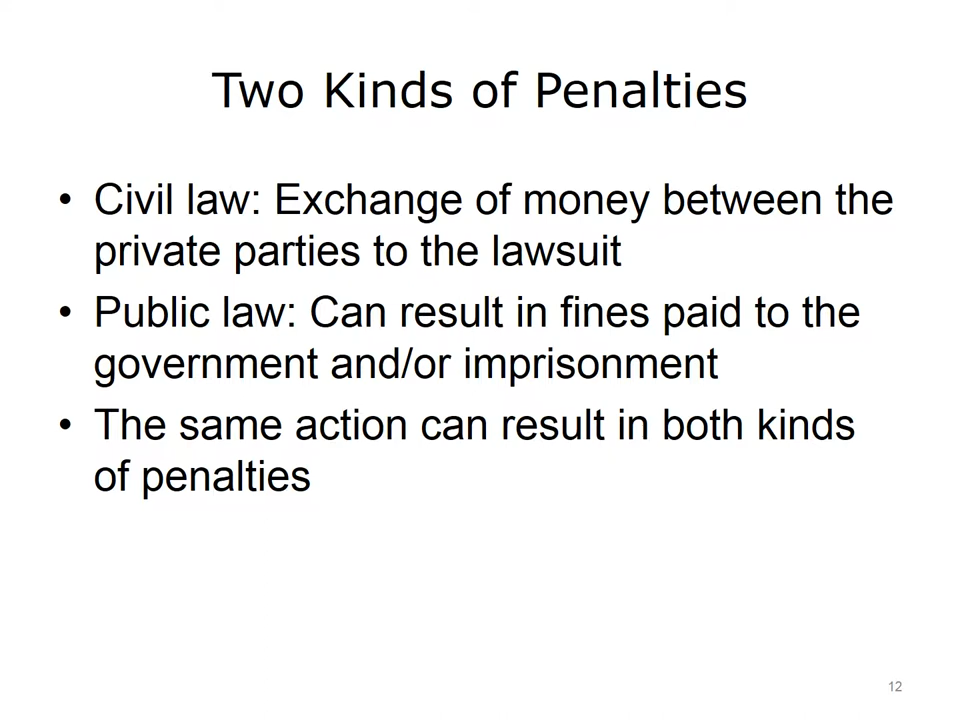 Two Kinds of Penalties
• Civil law: Exchange of money between the
private parties to the lawsuit
• Public law: Can result in fines paid to the
government and/or imprisonment
• The same action can result in both kinds
of penalties
12